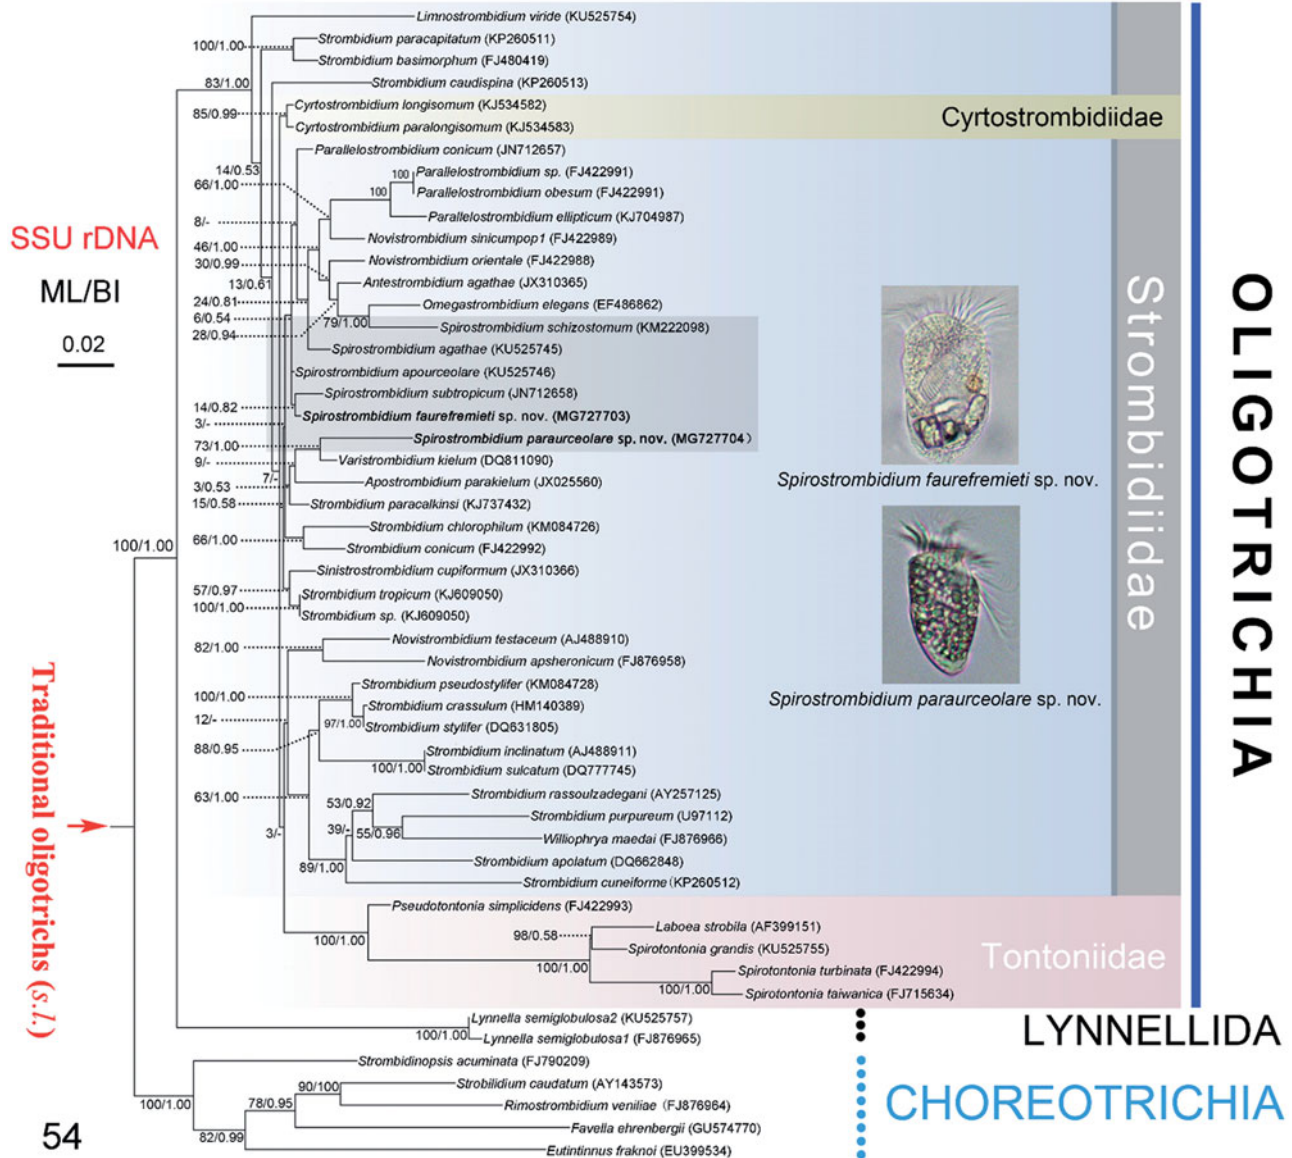 Limnostrombidium viride (KU525754)
100/1.00
Strombidium paracapitatum (KP260511)
Strombidium basimorphum (FJ480419)
83/1.00
Strombidium caudispina (KP260513)
85/0.99
Cyrtostrombidium longisomum (KJ534582)
Cyrtostrombidium paralongisomum (KJ534583)
Cyrtostrombidiidae
Parallelostrombidium conicum (JN712657)
14/0.53
66/1.00
100
Parallelostrombidium sp. (FJ422991)
100
Parallelostrombidium obesum (FJ422991)
Parallelostrombidium ellipticum (KJ704987)
8/-
Novistrombidium sinicumpop1 (FJ422989)
46/1.00
30/0.99
Novistrombidium orientale (FJ422988)
13/0.61
Antestrombidium agathae (JX310365)
24/0.81
Omegastrombidium elegans (EF486862)
6/0.54
79/1.00
Spirostrombidium schizostomum (KM222098)
28/0.94
Spirostrombidium agathae (KU525745)
Spirostrombidium apourceolare (KU525746)
Spirostrombidium subtropicum (JN712658)
14/0.82
Spirostrombidium faurefremieti sp. nov. (MG727703)
3/-
73/1.00
Spirostrombidium paraurceolare sp. nov. (MG727704)
9/-
Varistrombidium kielum (DQ811090)
7/-
3/0.53
Apostrombidium parakielum (JX025560)
15/0.58
Strombidium paracalkinsi (KJ737432)
Strombidium chlorophilum (KM084726)
66/1.00
Strombidium conicum (FJ422992)
Sinistrostrombidium cupiformum (JX310366)
57/0.97
Strombidium tropicum (KJ609050)
100/1.00
Strombidium sp. (KJ609050)
82/1.00
Novistrombidium testaceum (AJ488910)
Novistrombidium apsheronicum (FJ876958)
Strombidium pseudostylifer (KM084728)
100/1.00
Strombidium crassulum (HM140389)
12/-
97/1.00
Strombidium stylifer (DQ631805)
88/0.95
Strombidium inclinatum (AJ488911)
100/1.00
Strombidium sulcatum (DQ777745)
63/1.00
Strombidium rassoulzadegani (AY257125)
53/0.92
Strombidium purpureum (U97112)
3/-
39/-
55/0.96
Williophrya maedai (FJ876966)
Strombidium apolatum (DQ662848)
89/1.00
Strombidium cuneiforme (KP260512)
Pseudotontonia simplicidens (FJ422993)
100/1.00
98/0.58
Laboea strobila (AF399151)
Spirotontonia grandis (KU525755)
100/1.00
Spirotontonia turbinata (FJ422994)
100/1.00
Spirotontonia taiwanica (FJ715634)
Tontoniidae
Lynnella semiglobulosa2 (KU525757)
100/1.00
Lynnella semiglobulosa1 (FJ876965)
LYNNELLIDA
Strombidinopsis acuminata (FJ790209)
90/100
Strobilidium caudatum (AY143573)
100/1.00
78/0.95
Rimostrombidium veniliae (FJ876964)
Favella ehrenbergii (GU574770)
82/0.99
Eutintinnus fraknoi (EU399534)
CHOREOTRICHIA
SSU rDNA
ML/BI
0.02
100/1.00
Traditional oligotrichs (s.l.)
54
Spirostrombidium faurefremieti sp. nov.
Spirostrombidium paraurceolare sp. nov.
Strombidiidae
OLIGOTRICHIA